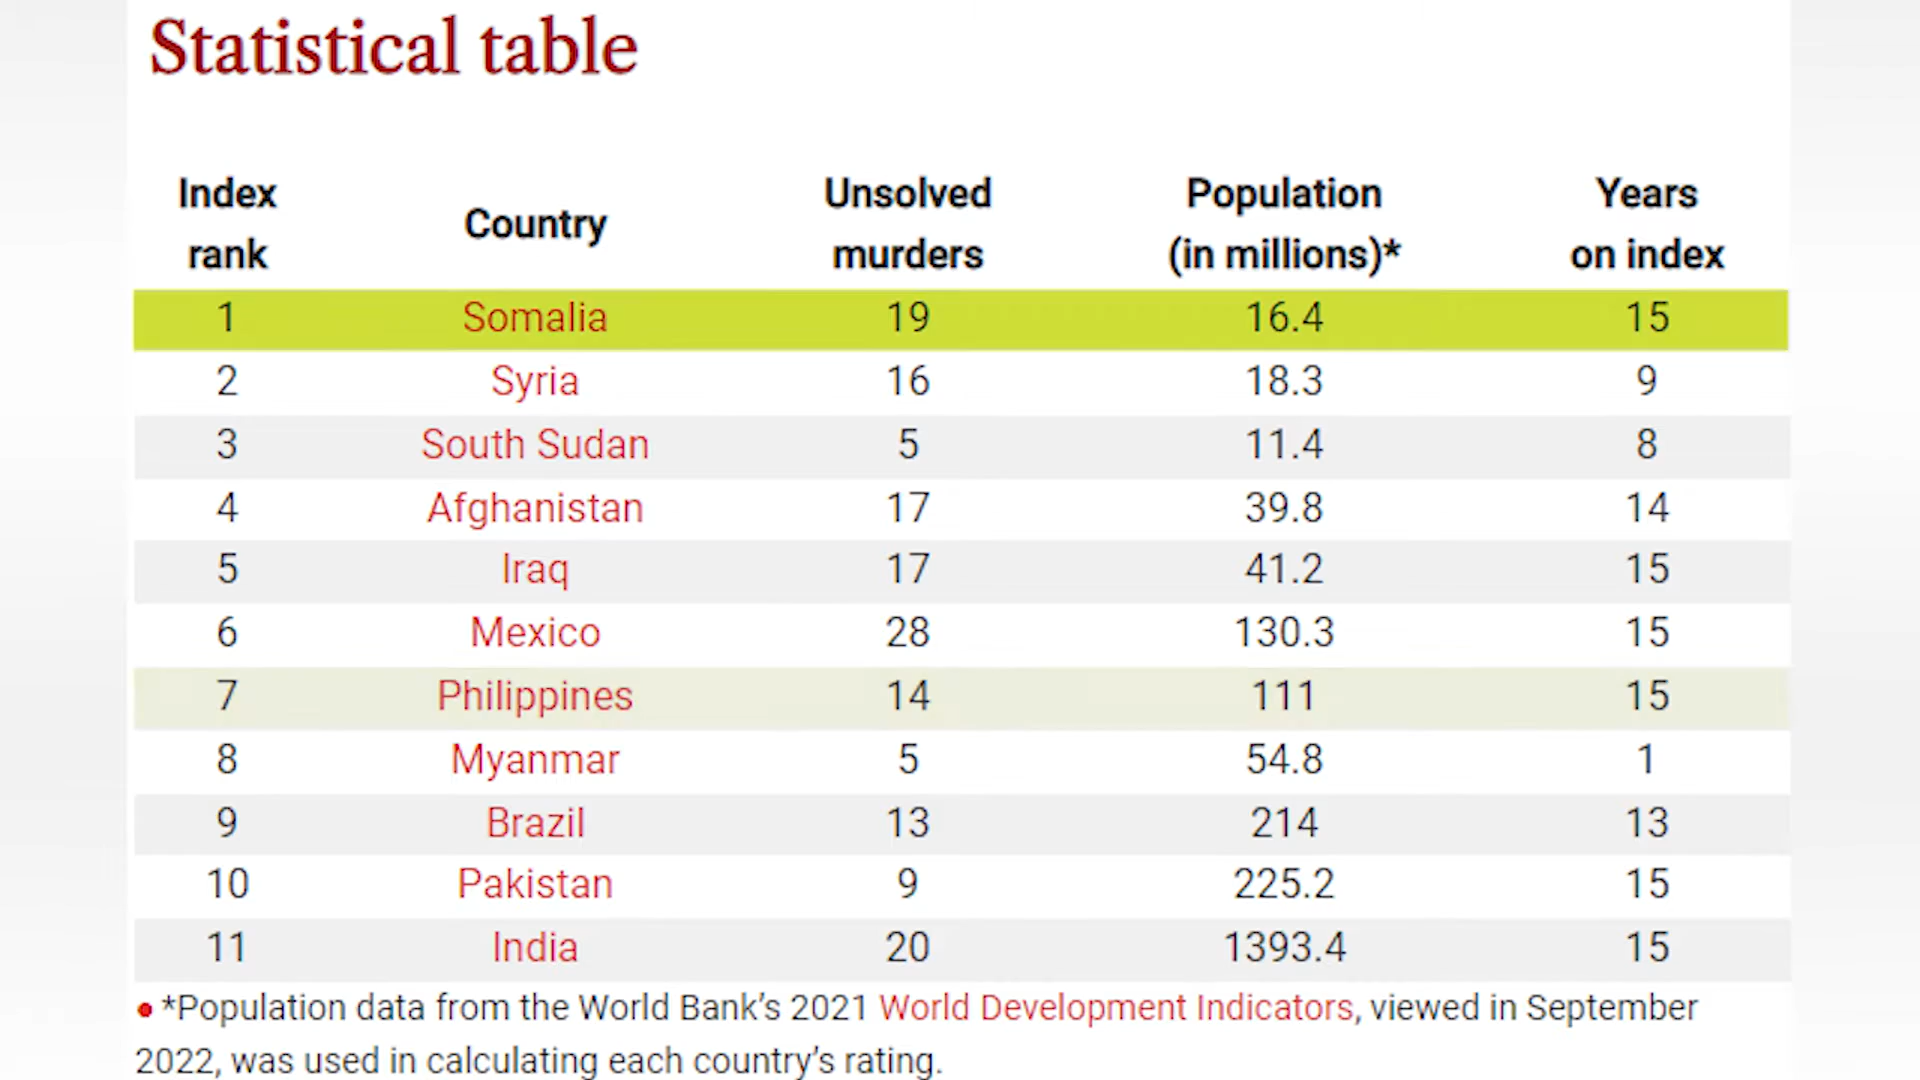 Statistical table
Index rank Country Unsolved murders Population (in millions)* Years on index
1 Somalia 19 16.4 15
2 Syria 16 18.3 9
3 South Sudan 5 11.4 8
4 Afghanistan 17 39.8 14
5 Iraq 17 41.2 15
6 Mexico 28 130.3 15
7 Philippines 14 111 15
8 Myanmar 5 54.8 1
9 Brazil 13 214 13
10 Pakistan 9 225.2 15
11 India 20 1393.4 15
• *Population data from the World Bank's 2021 World Development Indicators, viewed in September
2022, was used in calculating each country's rating.